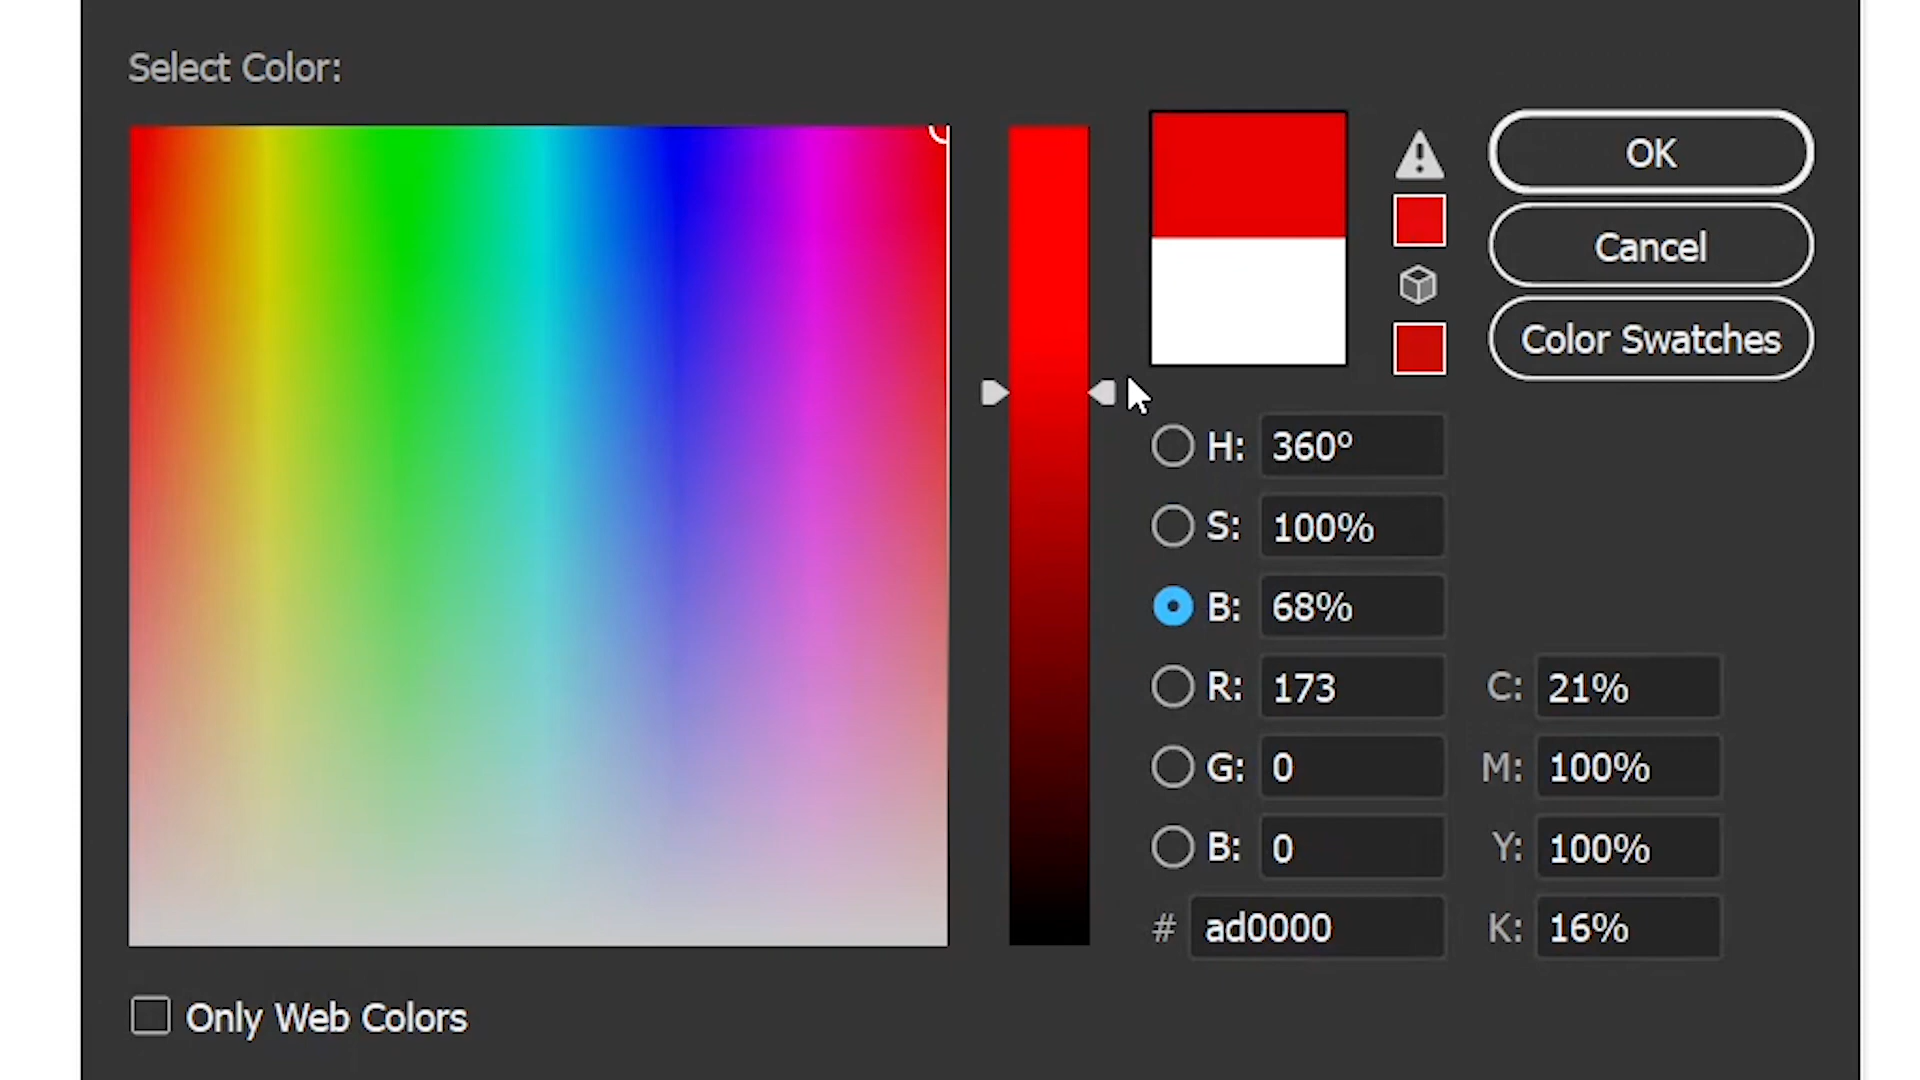 Select Color:
OK
Cancel
Color Swatches
H: 360º
S: 100%
B: 68%
R: 173 C: 21%
G: 0 M: 100%
B: 0 Y: 100%
# ad0000 K: 16%
Only Web Colors